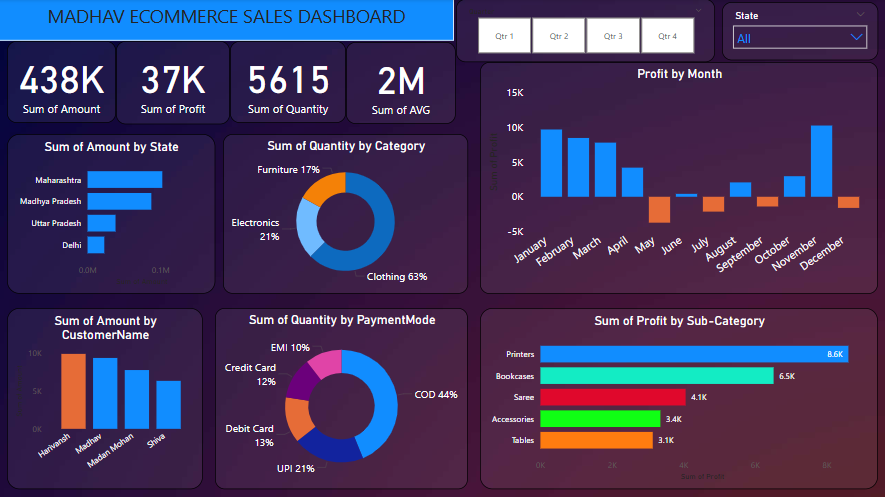 MADHAV ECOMMERCE SALES DASHBOARD
Qtr 1
Qtr 2
Qtr 3
Qtr 4
State
All
438K
Sum of Amount
37K
Sum of Profit
5615
Sum of Quantity
2M
Sum of AVG
Profit by Month
15K
10K
5K
0K
-5K
January
February
March
April
May
June
July
August
September
October
November
December
Sum of Amount by State
Maharashtra
Madhya Pradesh
Uttar Pradesh
Delhi
0.0M
0.1M
Sum of Quantity by Category
Furniture 17%
Electronics
21%
Clothing 63%
Sum of Amount by
CustomerName
10K
5K
0K
Harivansh
Madhav
Madan Mohan
Shiva
Sum of Quantity by PaymentMode
EMI 10%
Credit Card
12%
Debit Card
13%
UPI 21%
COD 44%
Sum of Profit by Sub-Category
Printers
8.6K
Bookcases
6.5K
Saree
4.1K
Accessories
3.4K
Tables
3.1K
0K
2K
4K
6K
8K
Sum of Profit